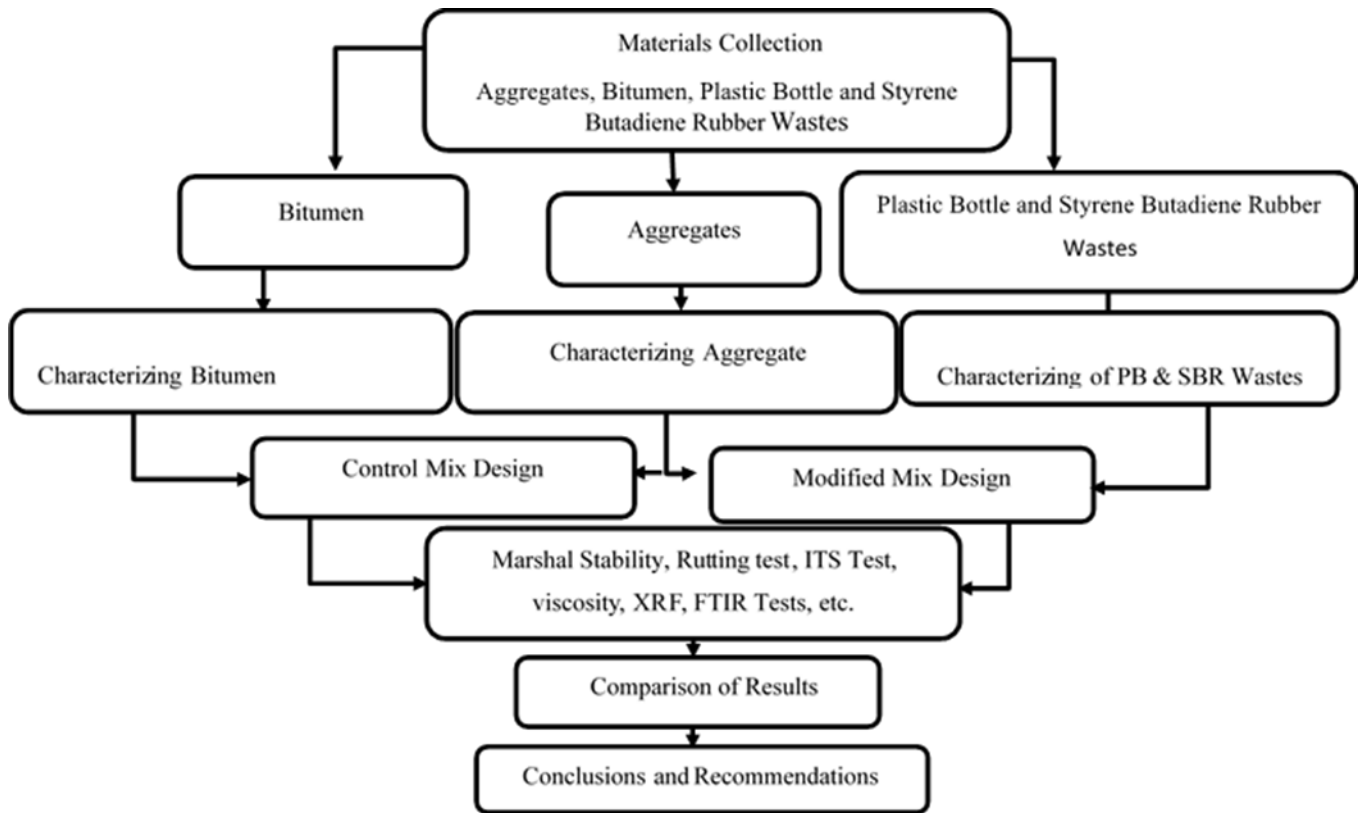 Materials Collection
Aggregates, Bitumen, Plastic Bottle and Styrene
Butadiene Rubber Wastes
Bitumen
Aggregates
Plastic Bottle and Styrene Butadiene Rubber
Wastes
Characterizing Bitumen
Characterizing Aggregate
Characterizing of PB & SBR Wastes
Control Mix Design
Modified Mix Design
Marshal Stability, Rutting test, ITS Test,
viscosity, XRF, FTIR Tests, etc.
Comparison of Results
Conclusions and Recommendations